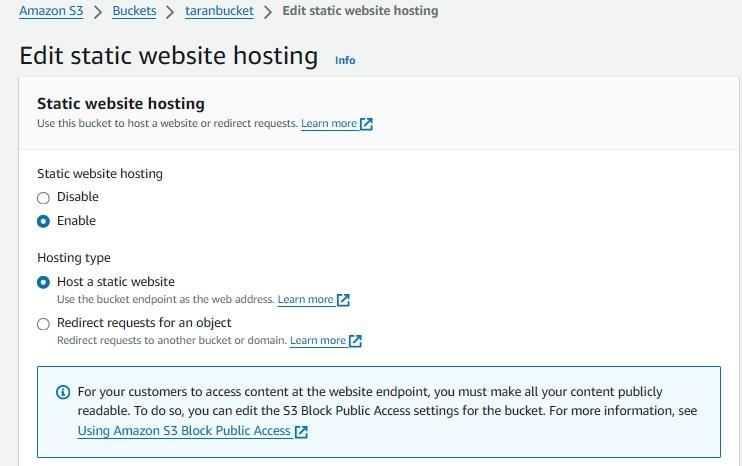 Amazon S3 > Buckets > taranbucket > Edit static website hosting
Edit static website hosting Info
Static website hosting
Use this bucket to host a website or redirect requests. Learn more
Static website hosting
Disable
Enable
Hosting type
Host a static website
Use the bucket endpoint as the web address. Learn more
Redirect requests for an object
Redirect requests to another bucket or domain. Learn more
For your customers to access content at the website endpoint, you must make all your content publicly
readable. To do so, you can edit the S3 Block Public Access settings for the bucket. For more information, see
Using Amazon S3 Block Public Access